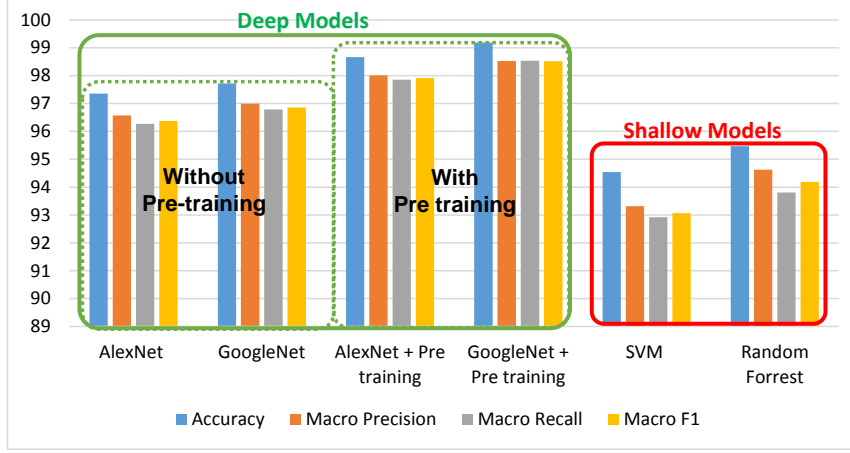 Deep Models
100
99
98
97
96
95
94
93
92
91
90
89
Without
Pre-training
With
Pre training
Shallow Models
AlexNet
GoogleNet
AlexNet + Pre
training
GoogleNet +
Pre training
SVM
Random
Forrest
Accuracy
Macro Precision
Macro Recall
Macro F1